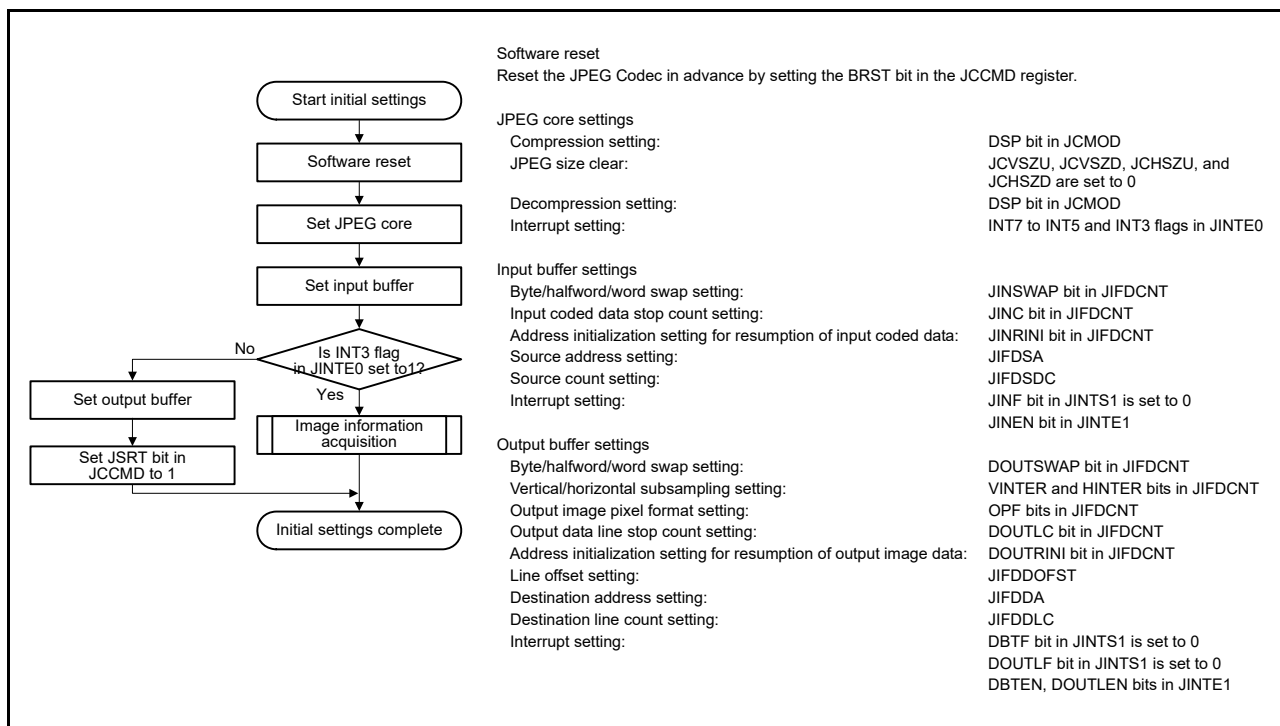 Start initial settings
Software reset
Set JPEG core
Set input buffer
Is INT3 flag
in JINTE0 set to1?
No
Yes
Set output buffer
Set JSRT bit in
JCCMD to 1
Image information
acquisition
Initial settings complete
Software reset
Reset the JPEG Codec in advance by setting the BRST bit in the JCCMD register.
JPEG core settings
Compression setting: DSP bit in JCMOD
JPEG size clear: JCVSZU, JCVSZD, JCHSZU, and
JCHSZD are set to 0
Decompression setting: DSP bit in JCMOD
Interrupt setting: INT7 to INT5 and INT3 flags in JINTE0
Input buffer settings
Byte/halfword/word swap setting: JINSWAP bit in JIFDCNT
Input coded data stop count setting: JINC bit in JIFDCNT
Address initialization setting for resumption of input coded data: JINRINI bit in JIFDCNT
Source address setting: JIFDSA
Source count setting: JIFDSDC
Interrupt setting: JINF bit in JINTS1 is set to 0
JINEN bit in JINTE1
Output buffer settings
Byte/halfword/word swap setting: DOUTSWAP bit in JIFDCNT
Vertical/horizontal subsampling setting: VINTER and HINTER bits in JIFDCNT
Output image pixel format setting: OPF bits in JIFDCNT
Output data line stop count setting: DOUTLC bit in JIFDCNT
Address initialization setting for resumption of output image data: DOUTRINI bit in JIFDCNT
Line offset setting: JIFDDOFST
Destination address setting: JIFDDA
Destination line count setting: JIFDDLC
Interrupt setting: DBTF bit in JINTS1 is set to 0
DOUTLF bit in JINTS1 is set to 0
DBTEN, DOUTLEN bits in JINTE1